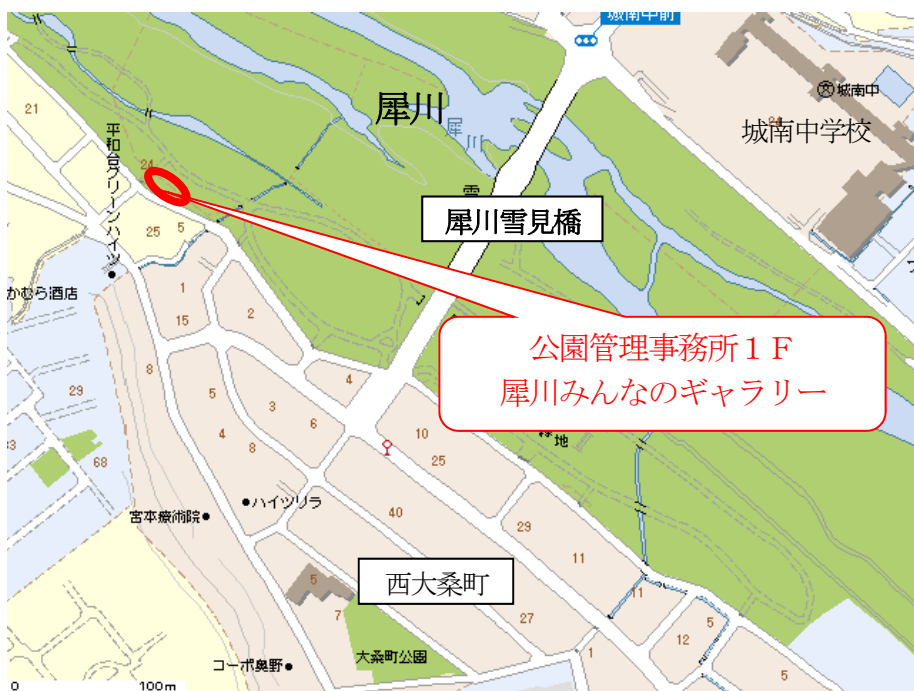 城南中前
21
犀川
犀川
城南中
城南中学校
24
平和台グリーンハイツ
雪
犀川雪見橋
25
5
かむら酒店
1
2
15
公園管理事務所１Ｆ
犀川みんなのギャラリー
8
4
29
5
3
6
10
4
8
25
地
33
68
ハイツリラ
宮本療術院
40
29
11
西大桑町
5
7
27
11
5
12
大桑町公園
コーポ奥野
1
5
0
100m